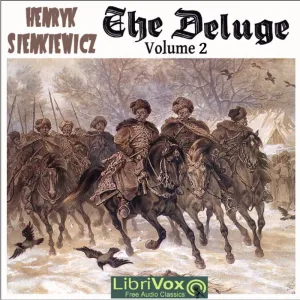 HENRYK
SIENKIEWICZ
The Deluge
Volume 2
LibriVox
Free Audio Classics